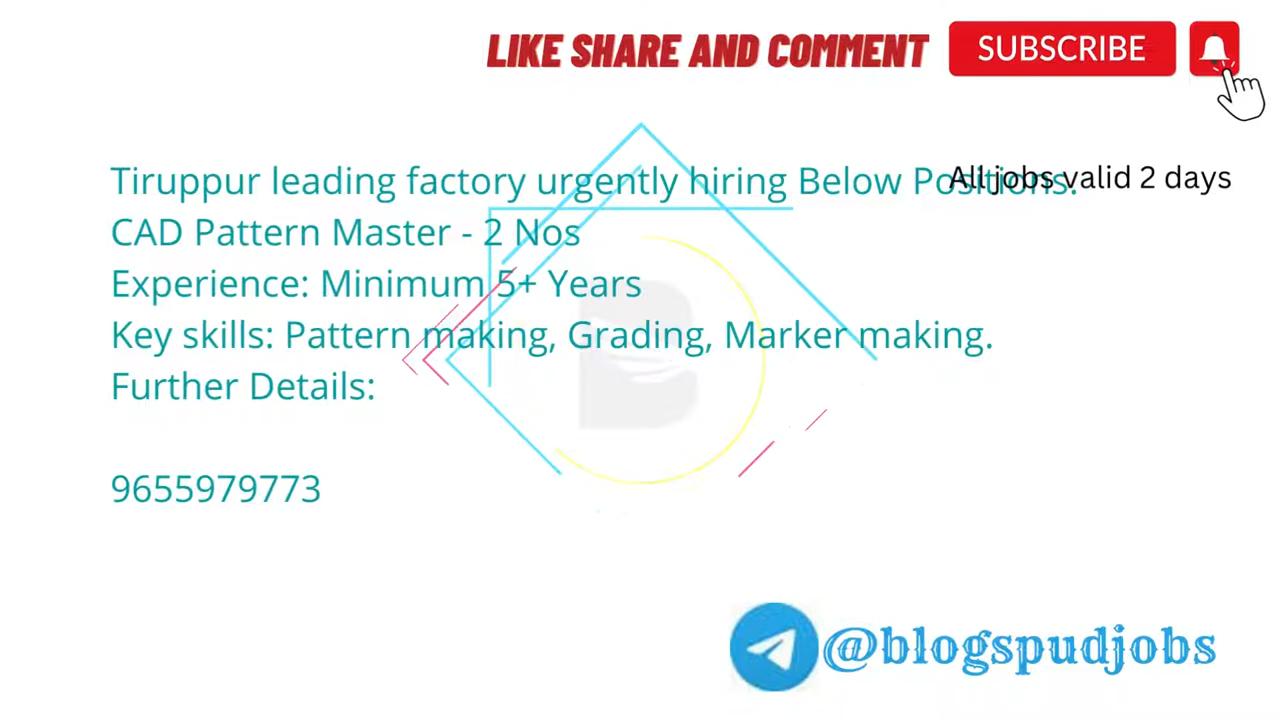 LIKE SHARE AND COMMENT
SUBSCRIBE
Tiruppur leading factory urgently hiring Below Positions.
All jobs valid 2 days
CAD Pattern Master - 2 Nos
Experience: Minimum 5+ Years
Key skills: Pattern making, Grading, Marker making.
Further Details:
9655979773
@blogspudjobs